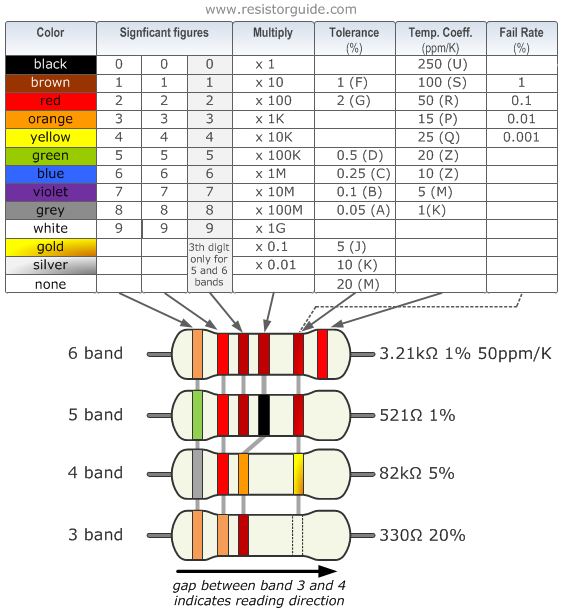 www.resistorguide.com
Color Signficant figures Multiply Tolerance (%) Temp. Coeff. (ppm/K) Fail Rate (%)
black 0 0 0 x 1 250 (U)
brown 1 1 1 x 10 1 (F) 100 (S) 1
red 2 2 2 x 100 2 (G) 50 (R) 0.1
orange 3 3 3 x 1K 15 (P) 0.01
yellow 4 4 4 x 10K 25 (Q) 0.001
green 5 5 5 x 100K 0.5 (D) 20 (Z)
blue 6 6 6 x 1M 0.25 (C) 10 (Z)
violet 7 7 7 x 10M 0.1 (B) 5 (M)
grey 8 8 8 x 100M 0.05 (A) 1(K)
white 9 9 9 x 1G
gold x 0.1 5 (J)
silver x 0.01 10 (K)
none 20 (M)
3th digit
only for
5 and 6
bands
6 band 3.21kΩ 1% 50ppm/K
5 band 521Ω 1%
4 band 82kΩ 5%
3 band 330Ω 20%
gap between band 3 and 4
indicates reading direction